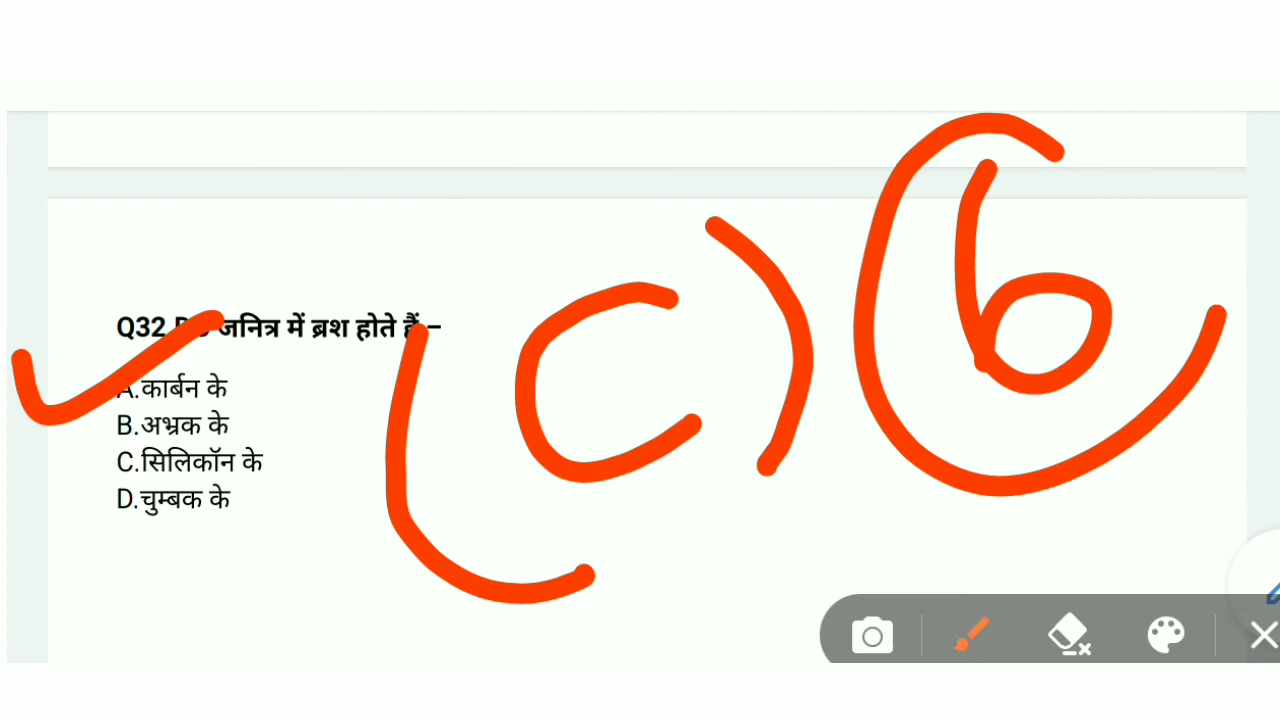 Q32 जनित्र में ब्रश होते हैं –
A.कार्बन के
B.अभ्रक के
C.सिलिकॉन के
D.चुम्बक के
(C) (6